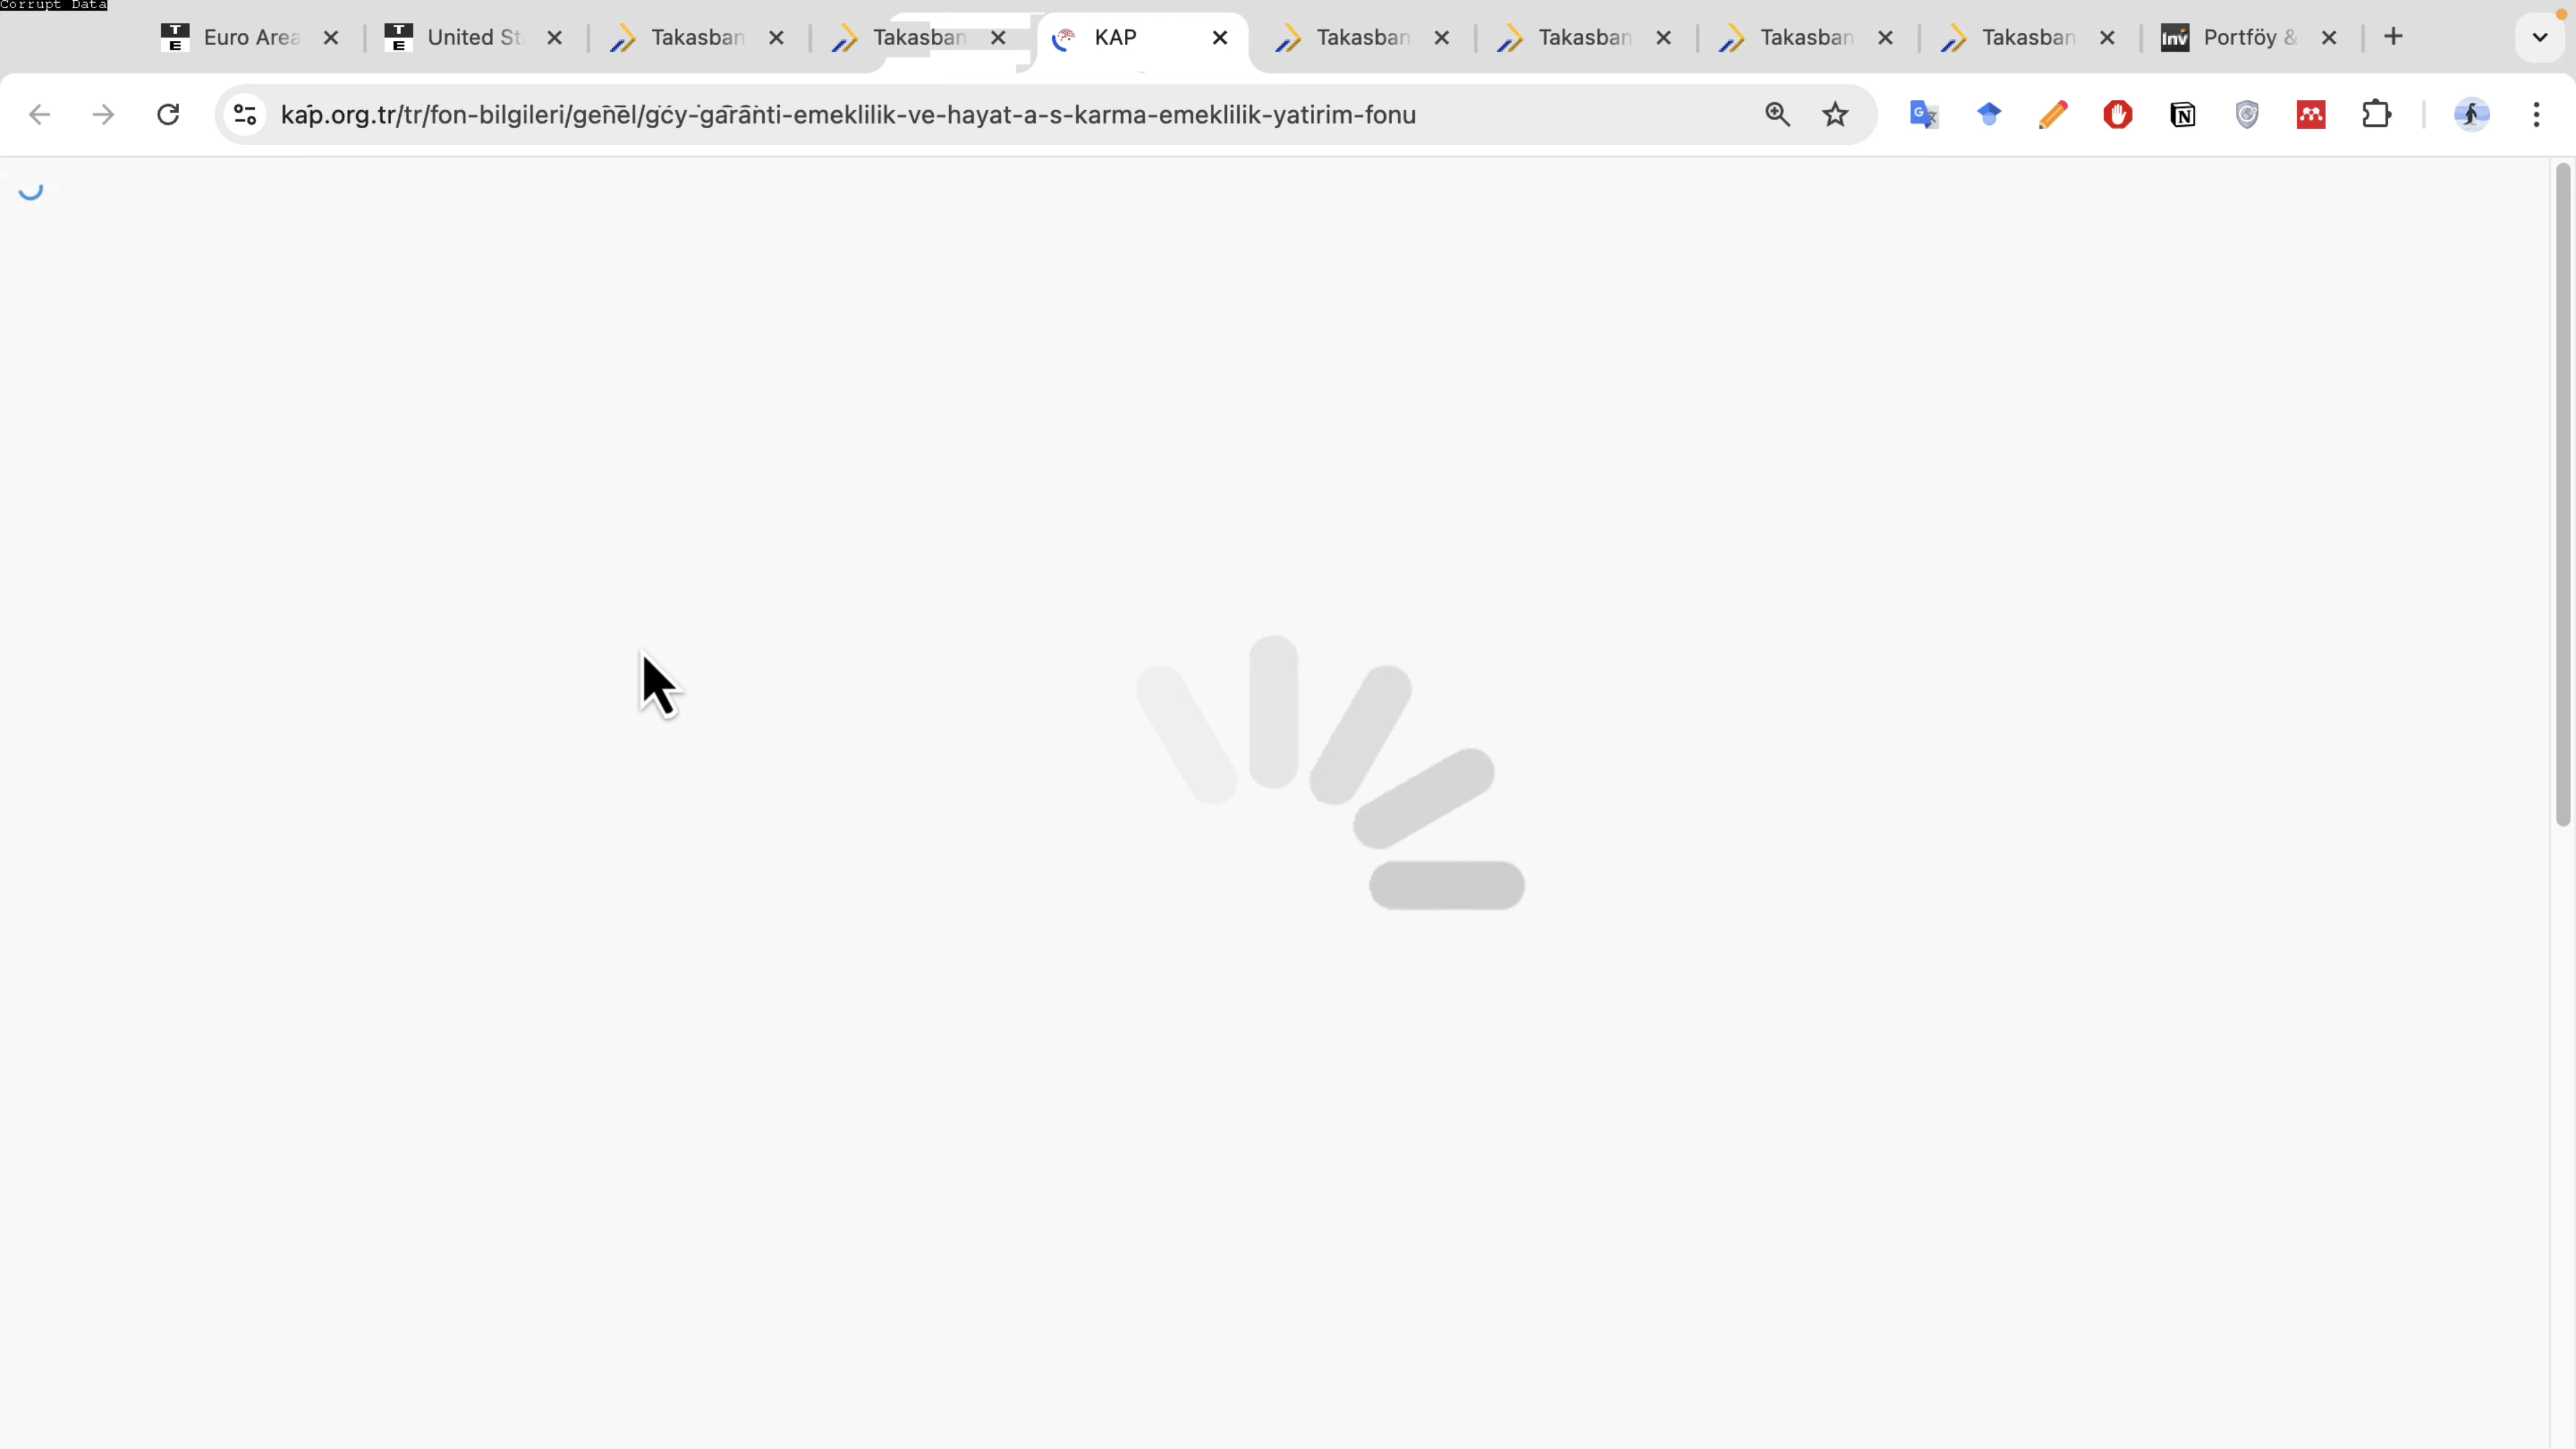 Corrupt Data
Euro Area
United St
Takasban
Takasban
KAP
Takasban
Takasban
Takasban
Takasban
Inv
Portföy &
kap.org.tr/tr/fon-bilgileri/genel/gcy-garanti-emeklilik-ve-hayat-a-s-karma-emeklilik-yatirim-fonu